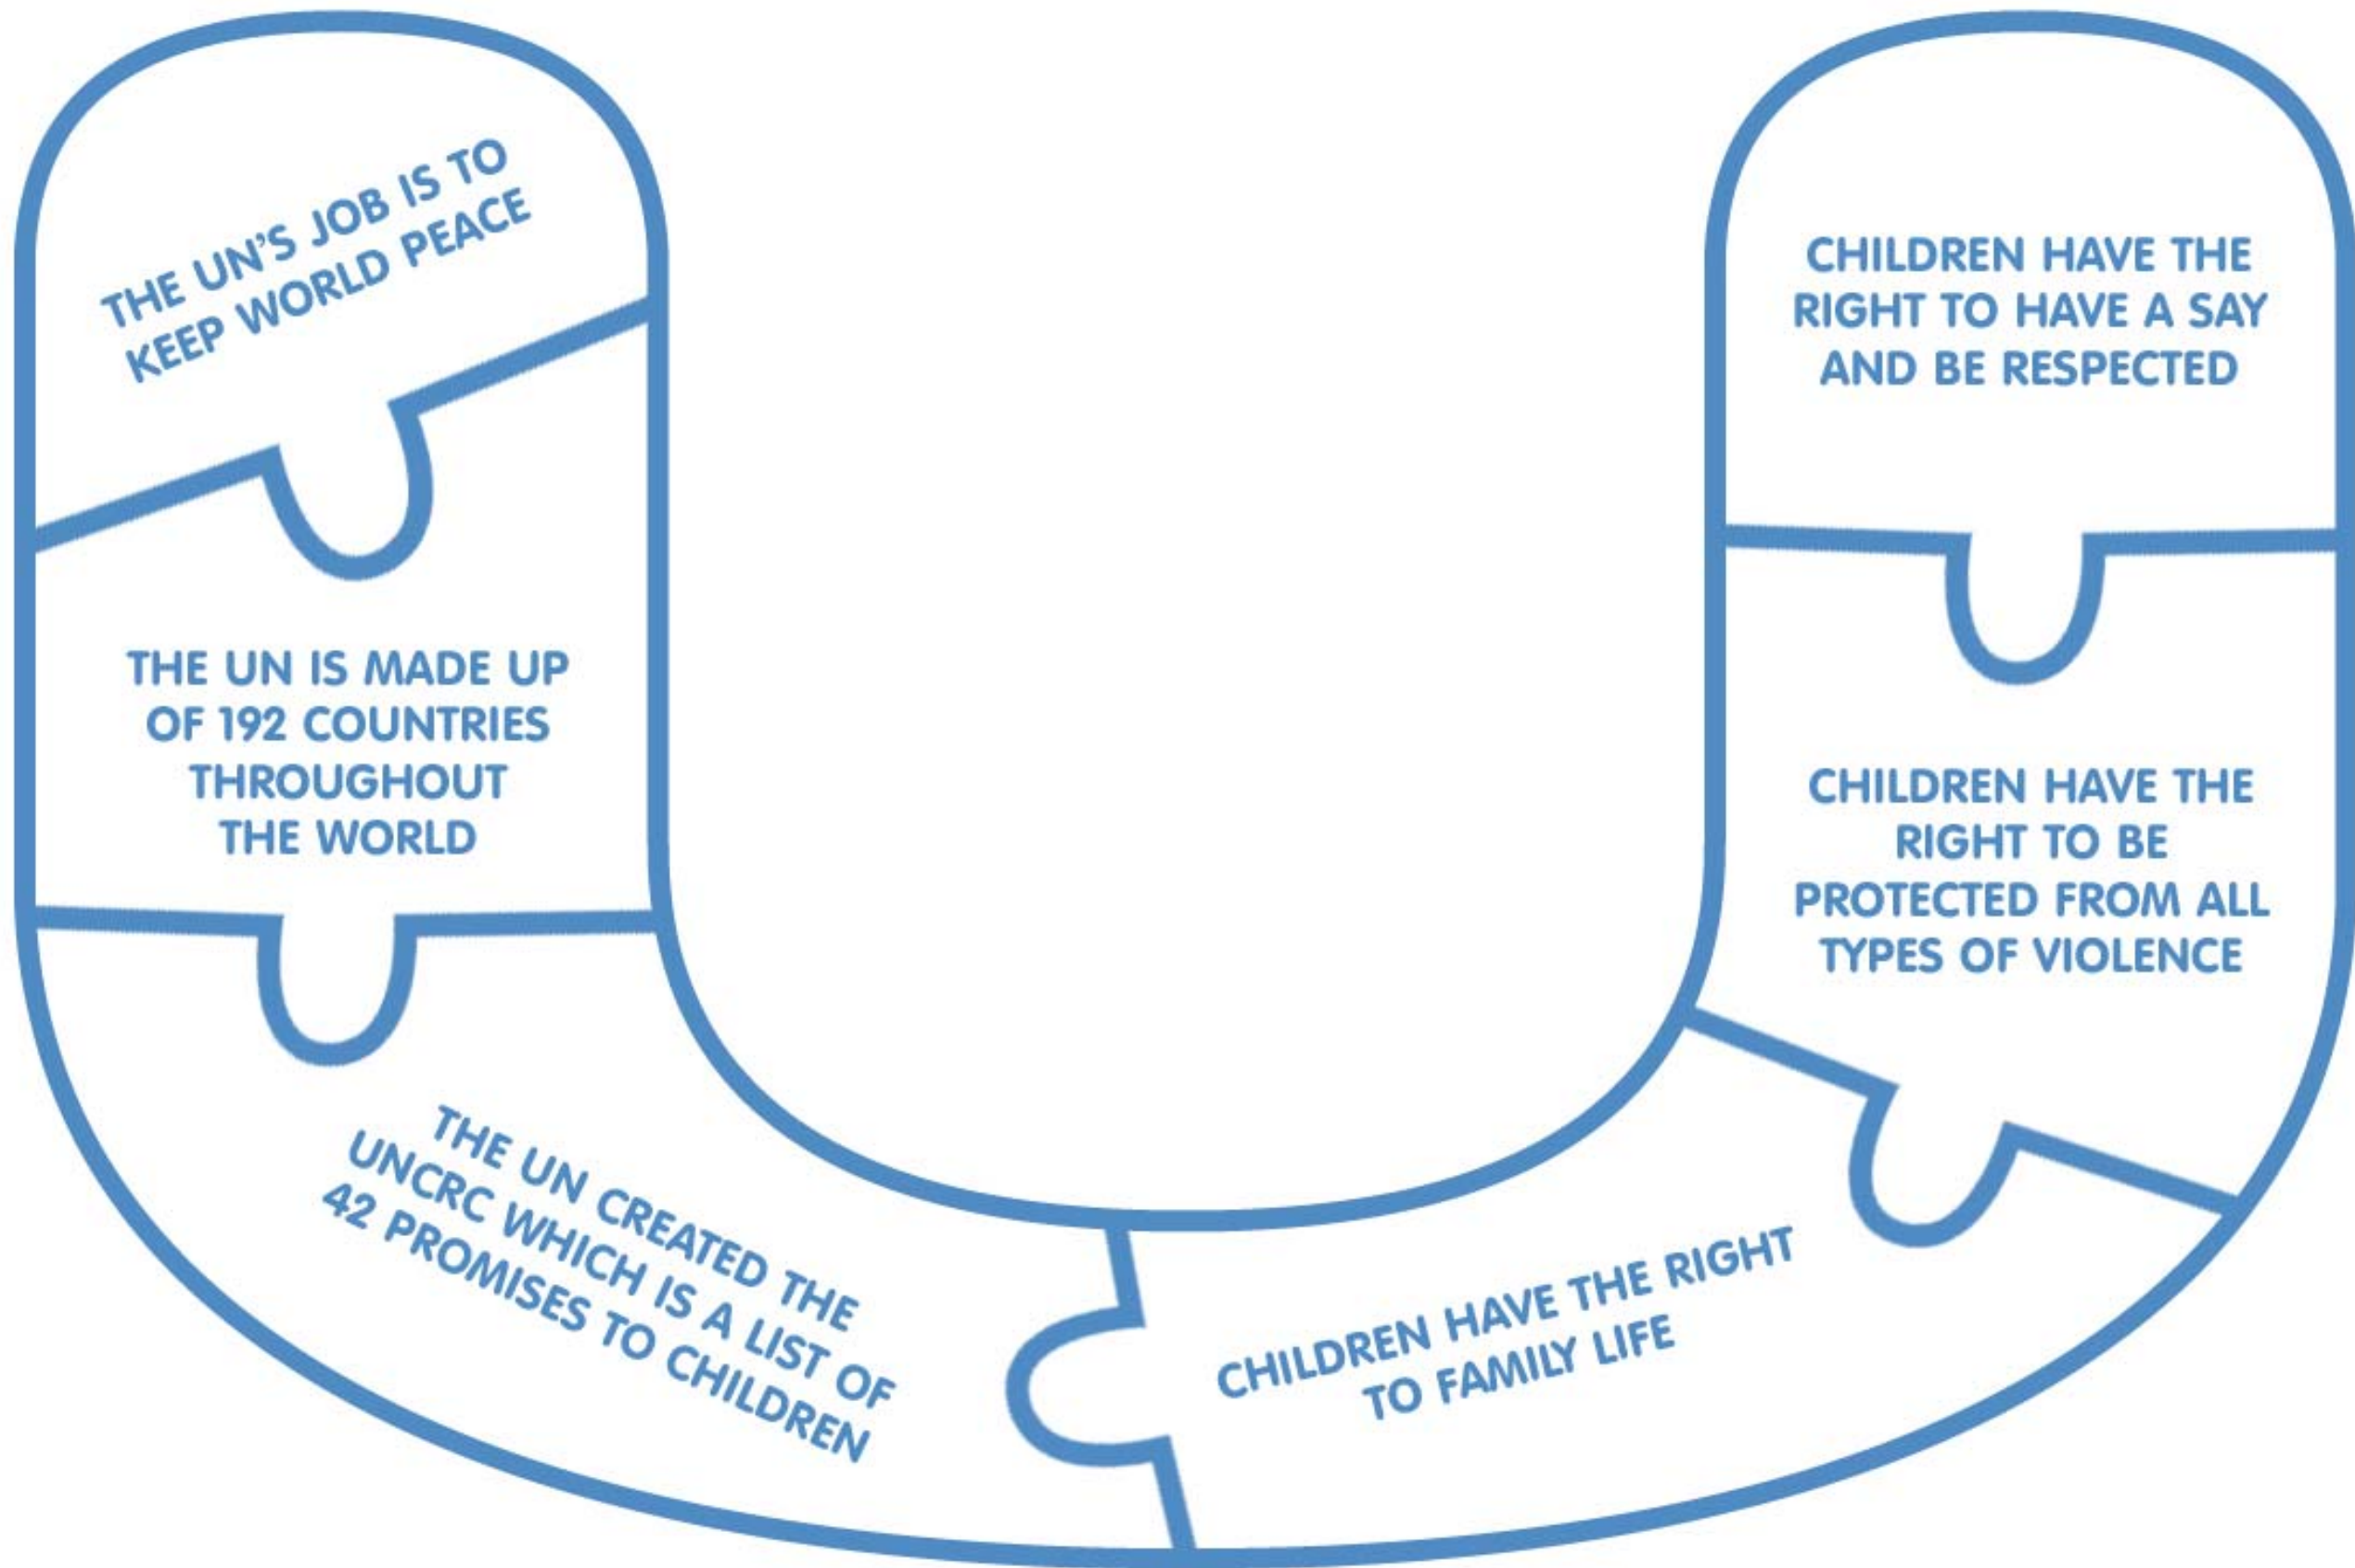 THE UN'S JOB IS TO
KEEP WORLD PEACE
THE UN IS MADE UP
OF 192 COUNTRIES
THROUGHOUT
THE WORLD
THE UN CREATED THE
UNCRC WHICH IS A LIST OF
42 PROMISES TO CHILDREN
CHILDREN HAVE THE RIGHT
TO FAMILY LIFE
CHILDREN HAVE THE
RIGHT TO BE
PROTECTED FROM ALL
TYPES OF VIOLENCE
CHILDREN HAVE THE
RIGHT TO HAVE A SAY
AND BE RESPECTED